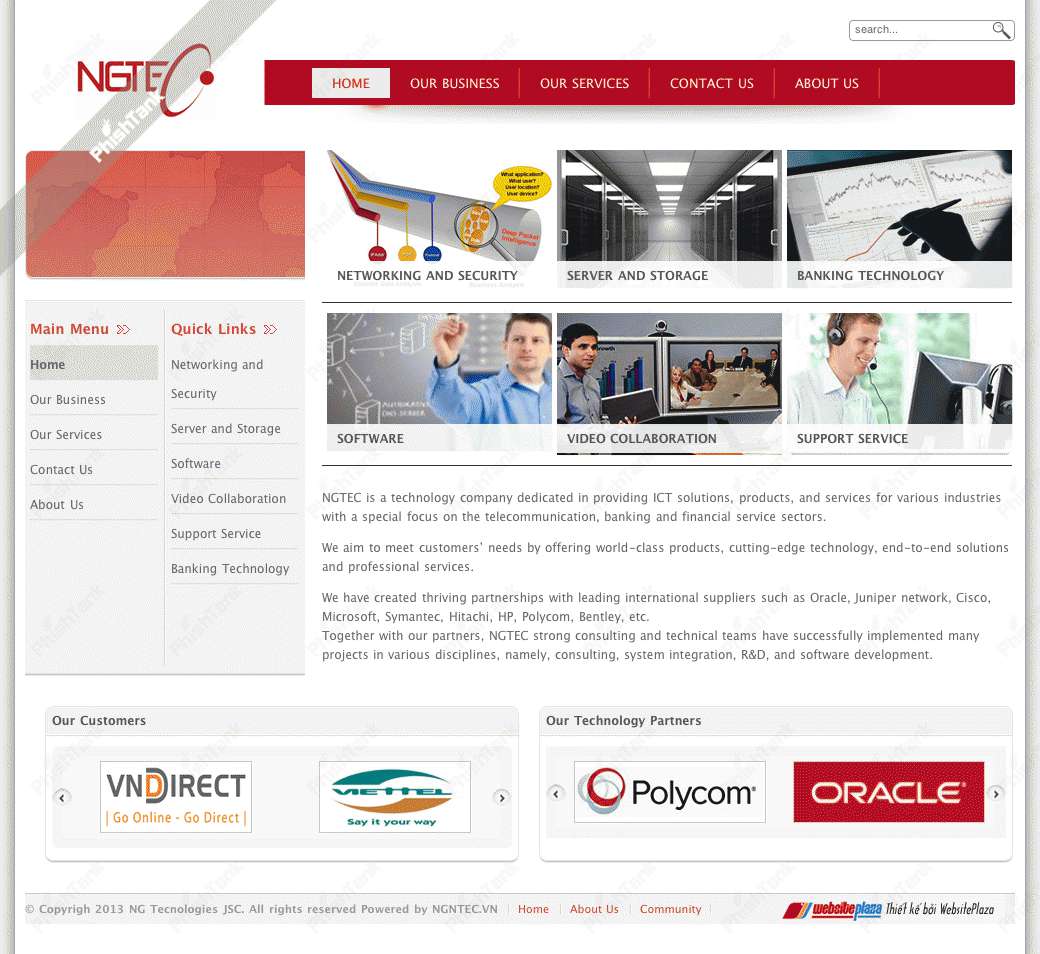 search...
NGTEC
HOME
OUR BUSINESS
OUR SERVICES
CONTACT US
ABOUT US
PhishTank
What application?
What user?
User location?
User device?
Deep Packet
Intelligence
NETWORKING AND SECURITY
SERVER AND STORAGE
BANKING TECHNOLOGY
Main Menu
Home
Our Business
Our Services
Contact Us
About Us
Quick Links
Networking and
Security
Server and Storage
Software
Video Collaboration
Support Service
Banking Technology
APPLICATION
DNS-SERVER
Growth
SOFTWARE
VIDEO COLLABORATION
SUPPORT SERVICE
NGTEC is a technology company dedicated in providing ICT solutions, products, and services for various industries
with a special focus on the telecommunication, banking and financial service sectors.
We aim to meet customers’ needs by offering world-class products, cutting-edge technology, end-to-end solutions
and professional services.
We have created thriving partnerships with leading international suppliers such as Oracle, Juniper network, Cisco,
Microsoft, Symantec, Hitachi, HP, Polycom, Bentley, etc.
Together with our partners, NGTEC strong consulting and technical teams have successfully implemented many
projects in various disciplines, namely, consulting, system integration, R&D, and software development.
Our Customers
VNDIRECT
| Go Online - Go Direct |
VIETTEL
Say it your way
Our Technology Partners
Polycom®
ORACLE®
© Copyrigh 2013 NG Tecnologies JSC. All rights reserved Powered by NGNTEC.VN
Home
About Us
Community
websiteplaza
Thiết kế bởi WebsitePlaza